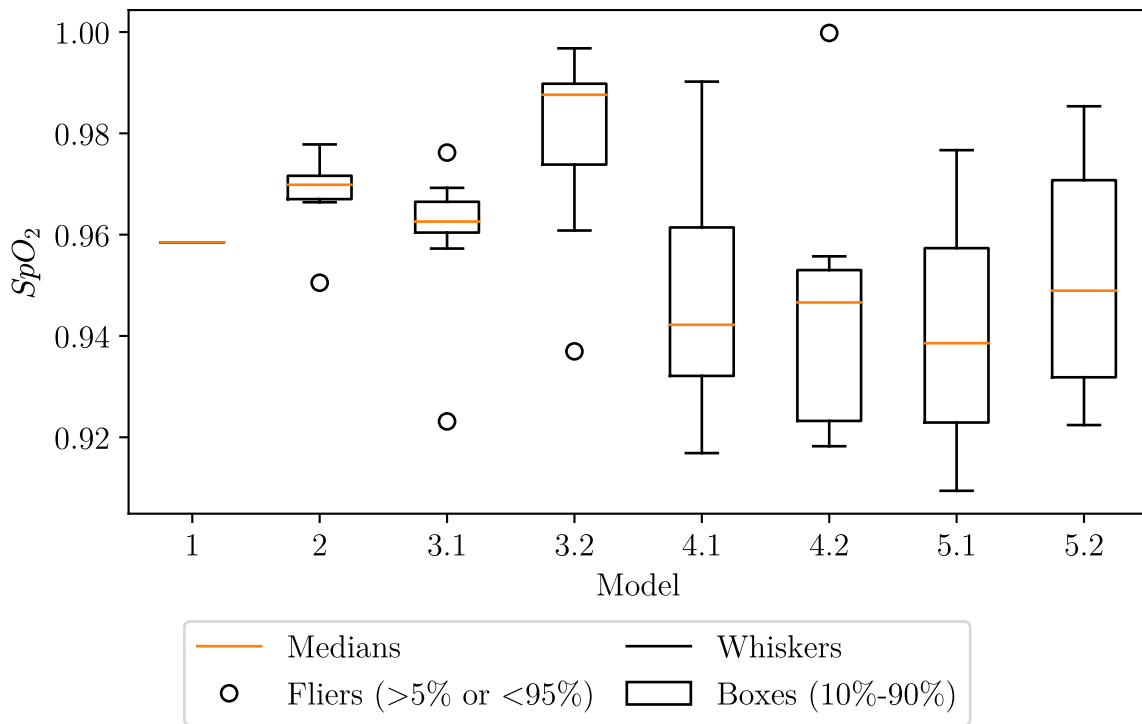 1.00
0.98
0.96
0.94
0.92
SpO2
1 2 3.1 3.2 4.1 4.2 5.1 5.2
Model
Medians Whiskers
Fliers (>5% or <95%) Boxes (10%-90%)